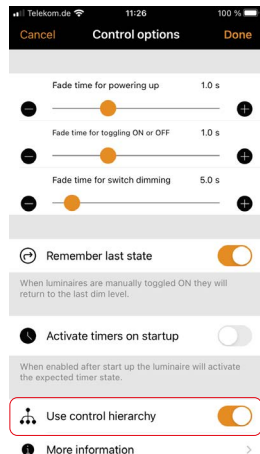 Telekom.de 11:26 100 %
Cancel Control options Done
Fade time for powering up 1.0 s
Fade time for toggling ON or OFF 1.0 s
Fade time for switch dimming 5.0 s
Remember last state
When luminaires are manually toggled ON they will
return to the last dim level.
Activate timers on startup
When enabled after start up the luminaire will activate
the expected timer state.
Use control hierarchy
More information